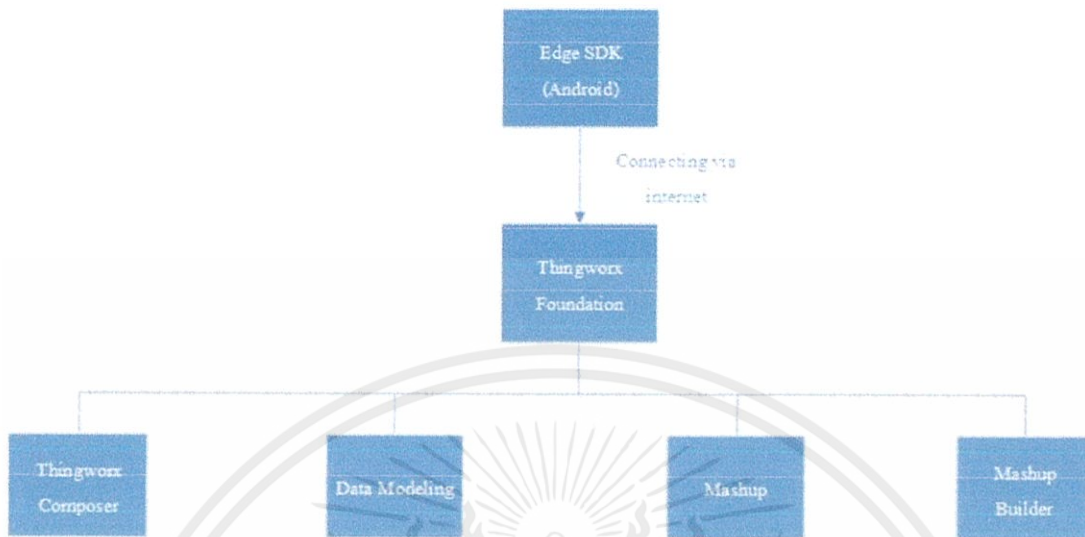 Edge SDK
(Android)
Connecting via
internet
Thingworx
Foundation
Thingworx
Composer
Data Modeling
Mashup
Mashup
Builder